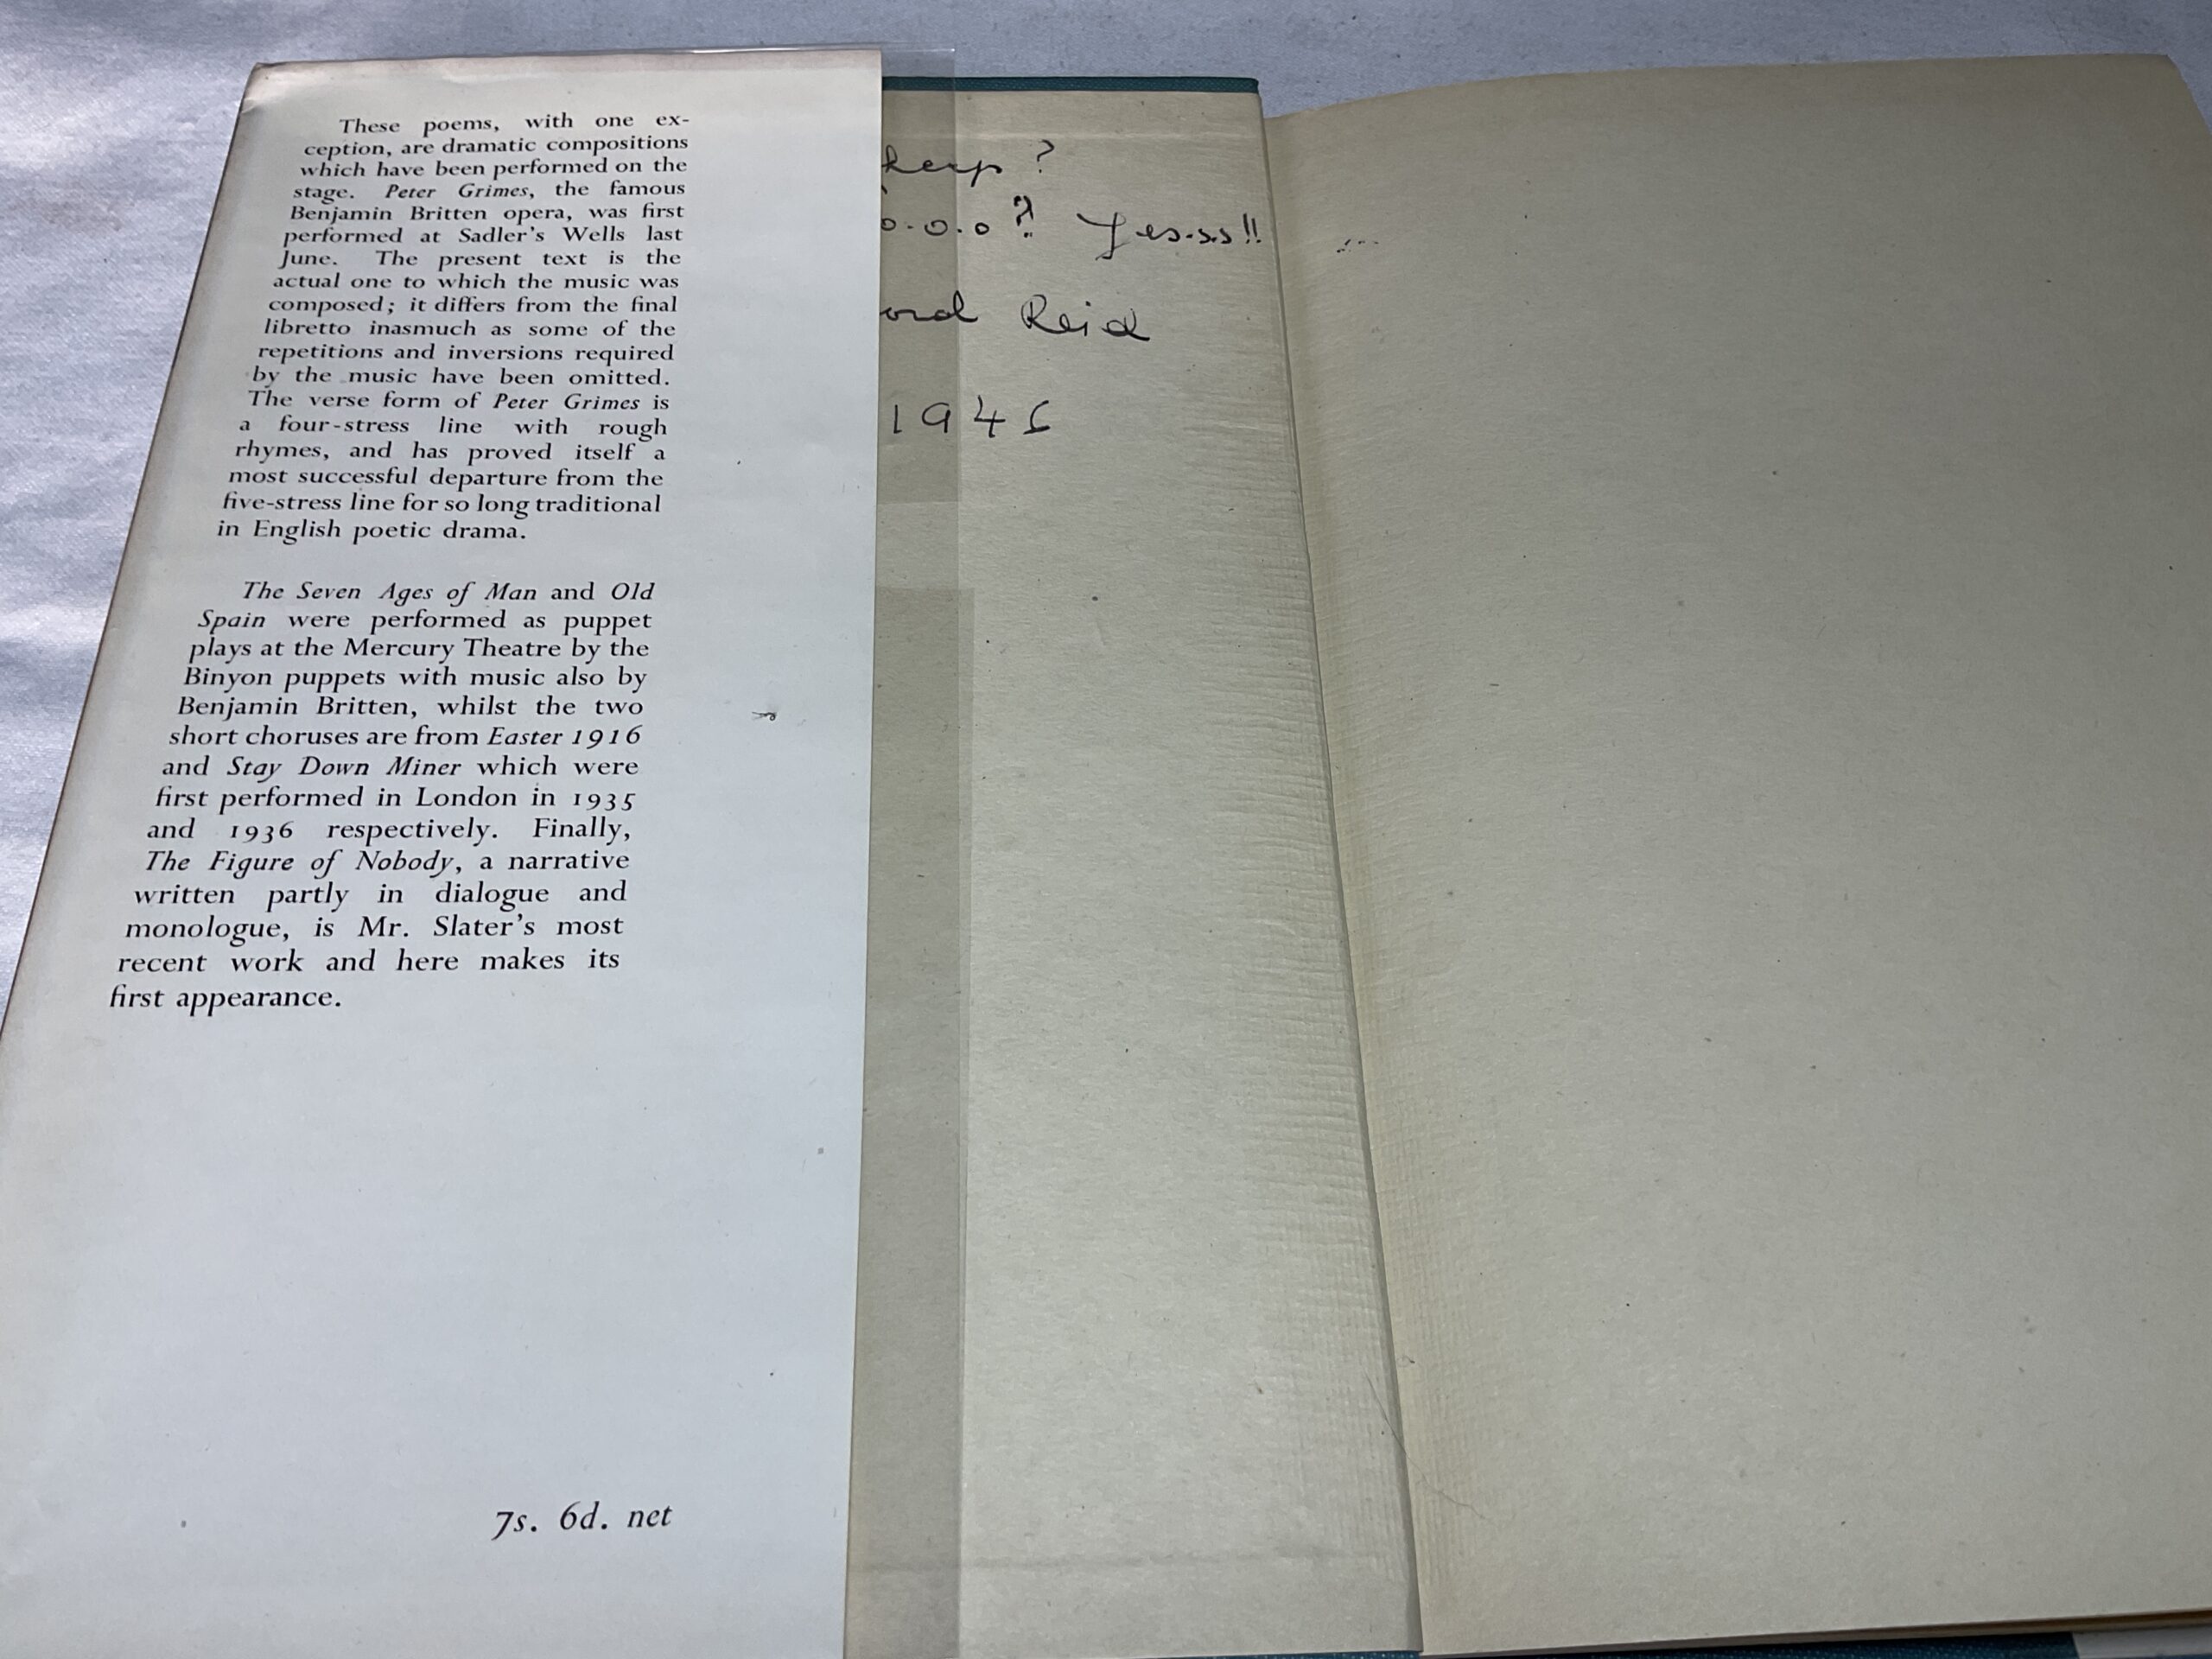 These poems, with one ex-
ception, are dramatic compositions
which have been performed on the
stage. Peter Grimes, the famous
Benjamin Britten opera, was first
performed at Sadler's Wells last
June. The present text is the
actual one to which the music was
composed; it differs from the final
libretto inasmuch as some of the
repetitions and inversions required
by the music have been omitted.
The verse form of Peter Grimes is
a four-stress line with rough
rhymes, and has proved itself a
most successful departure from the
five-stress line for so long traditional
in English poetic drama.
The Seven Ages of Man and Old
Spain were performed as puppet
plays at the Mercury Theatre by the
Binyon puppets with music also by
Benjamin Britten, whilst the two
short choruses are from Easter 1916
and Stay Down Miner which were
first performed in London in 1935
and 1936 respectively. Finally,
The Figure of Nobody, a narrative
written partly in dialogue and
monologue, is Mr. Slater's most
recent work and here makes its
first appearance.
7s. 6d. net
?
o.o.o? Yes.s.s!!
ord Reid
1946